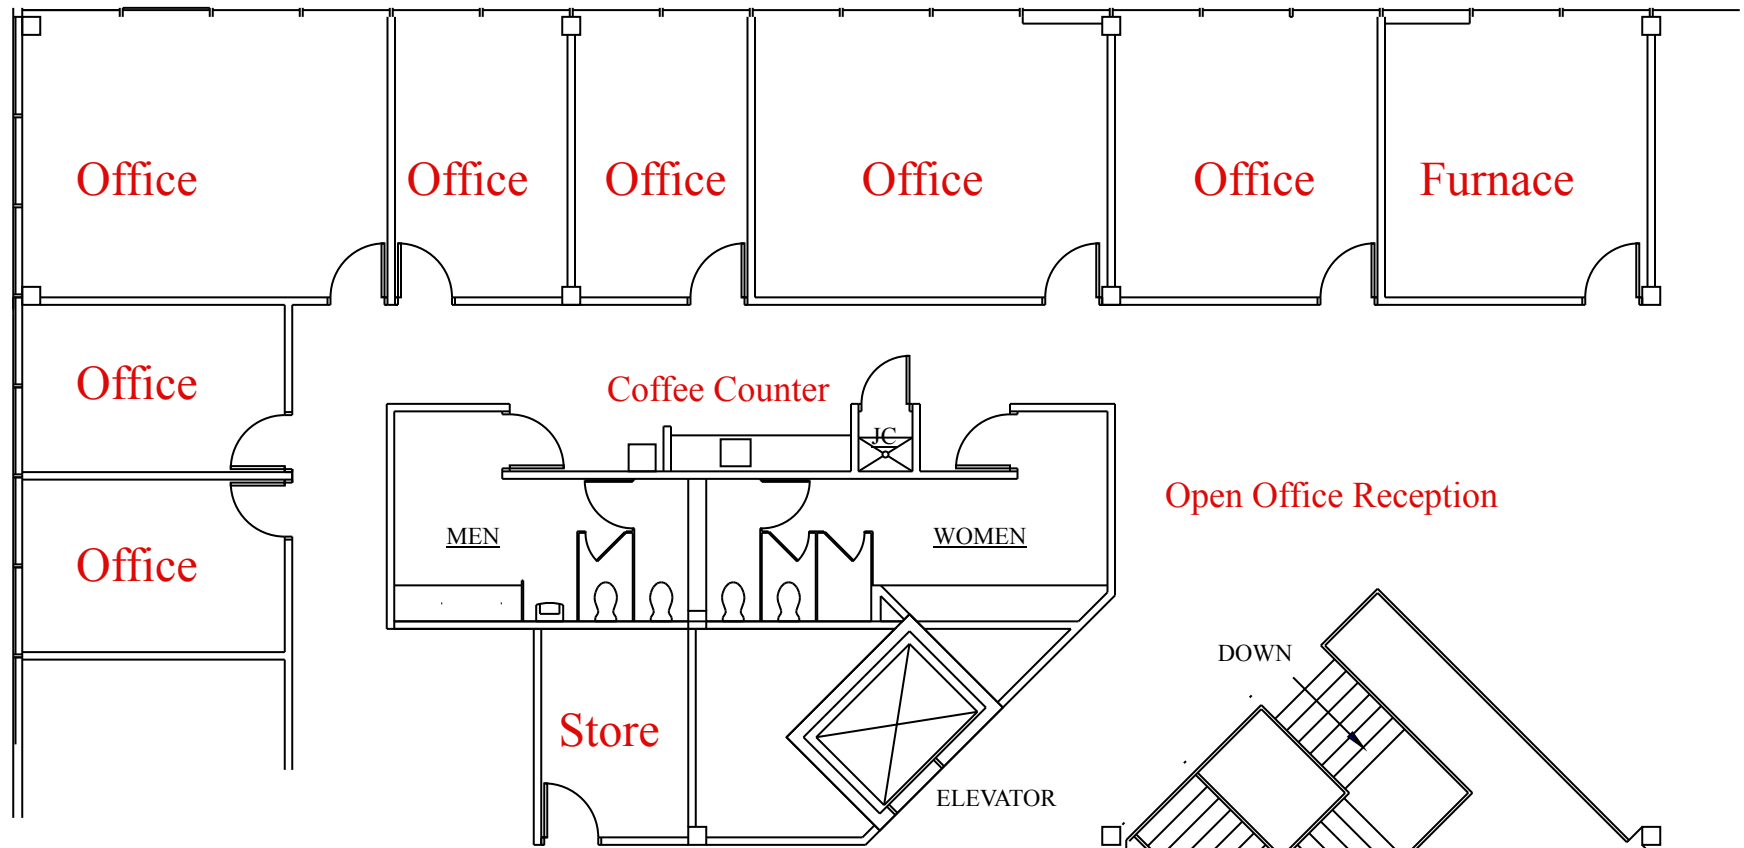 Office
Office
Office
Office
Office
Furnace
Office
Coffee Counter
JC
Open Office Reception
MEN
WOMEN
Office
DOWN
Store
ELEVATOR